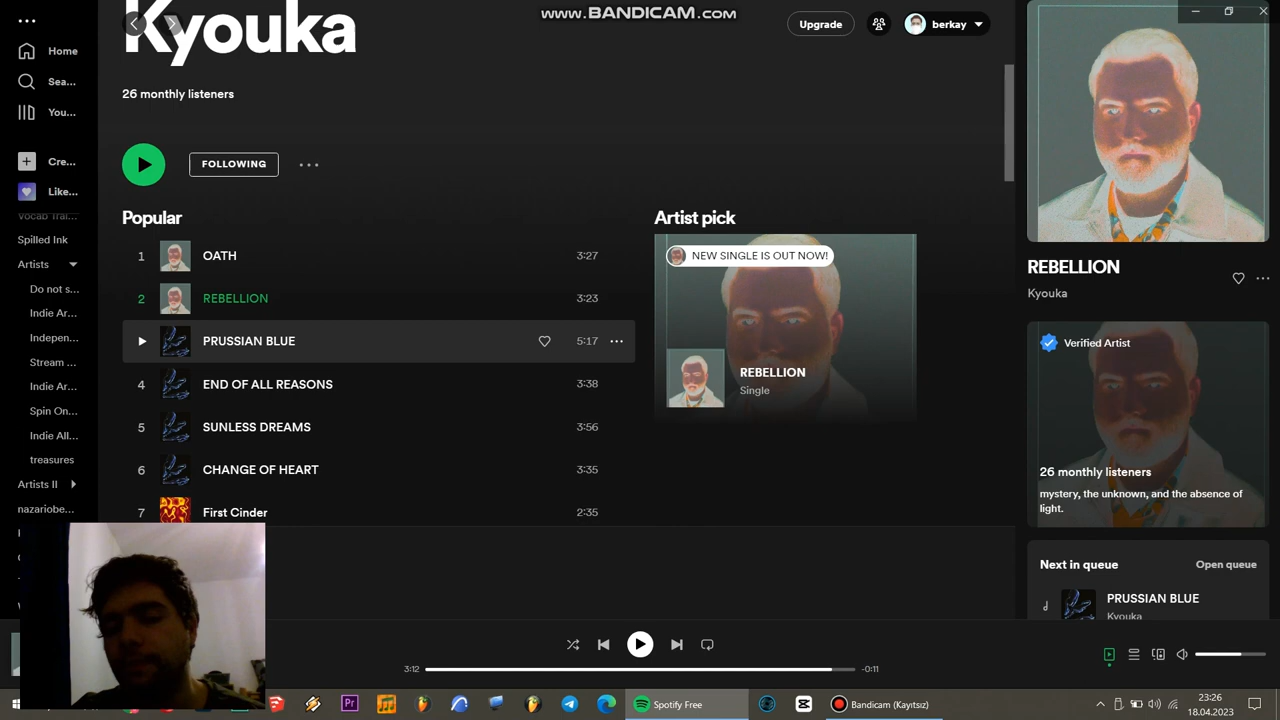 www.BANDICAM.com
Home
Sea...
You...
Cre...
Like...
Vocab Trai...
Spilled Ink
Artists
Do not s...
Indie Ar...
Indepen...
Stream ...
Indie Ar...
Spin On...
Indie All...
treasures
Artists II
nazariobe...
Kyouka
26 monthly listeners
FOLLOWING
Upgrade
berkay
Popular
1 OATH 3:27
2 REBELLION 3:23
PRUSSIAN BLUE 5:17
4 END OF ALL REASONS 3:38
5 SUNLESS DREAMS 3:56
6 CHANGE OF HEART 3:35
7 First Cinder 2:35
Artist pick
NEW SINGLE IS OUT NOW!
REBELLION
Single
REBELLION
Kyouka
Verified Artist
26 monthly listeners
mystery, the unknown, and the absence of
light.
Next in queue Open queue
PRUSSIAN BLUE
Kyouka
3:12 -0:11
Pr
Spotify Free
Bandicam (Kayıtsız)
23:26
18.04.2023